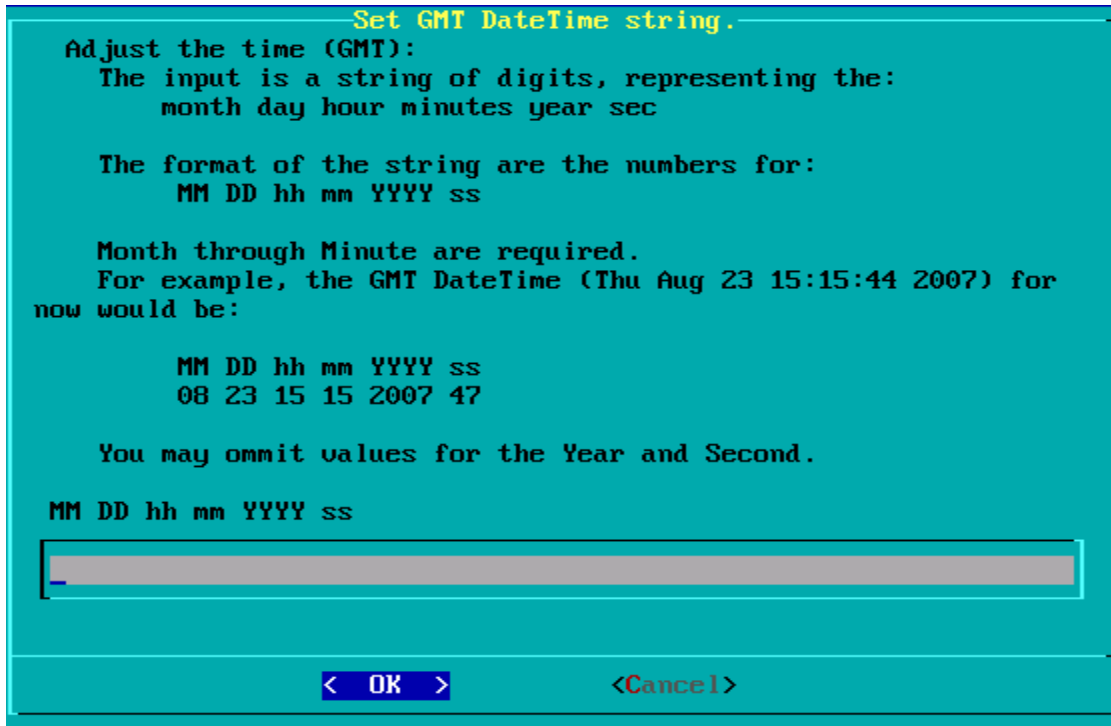 Set GMT DateTime string.
Adjust the time (GMT):
The input is a string of digits, representing the:
month day hour minutes year sec
The format of the string are the numbers for:
MM DD hh mm YYYY ss
Month through Minute are required.
For example, the GMT DateTime (Thu Aug 23 15:15:44 2007) for
now would be:
MM DD hh mm YYYY ss
08 23 15 15 2007 47
You may ommit values for the Year and Second.
MM DD hh mm YYYY ss
< OK > <Cancel>